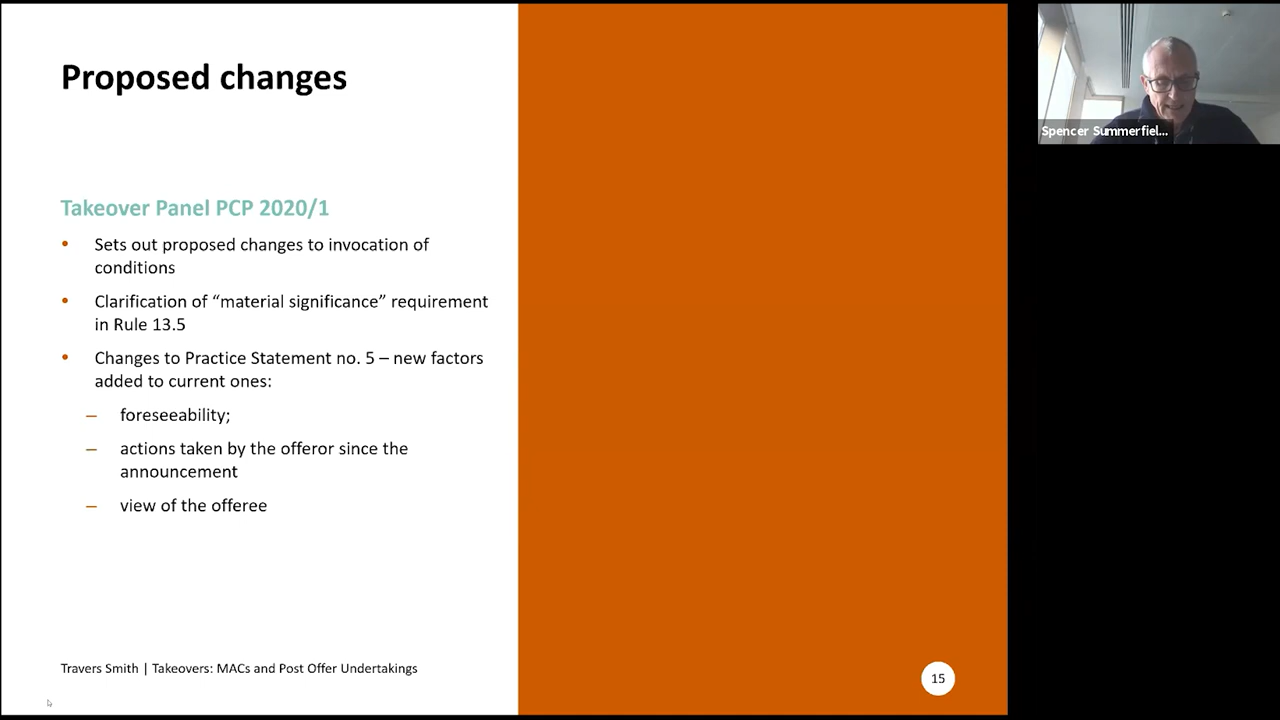 Proposed changes
Takeover Panel PCP 2020/1
• Sets out proposed changes to invocation of
conditions
• Clarification of “material significance” requirement
in Rule 13.5
• Changes to Practice Statement no. 5 – new factors
added to current ones:
– foreseeability;
– actions taken by the offeror since the
announcement
– view of the offeree
Travers Smith | Takeovers: MACs and Post Offer Undertakings
15
Spencer Summerfiel...